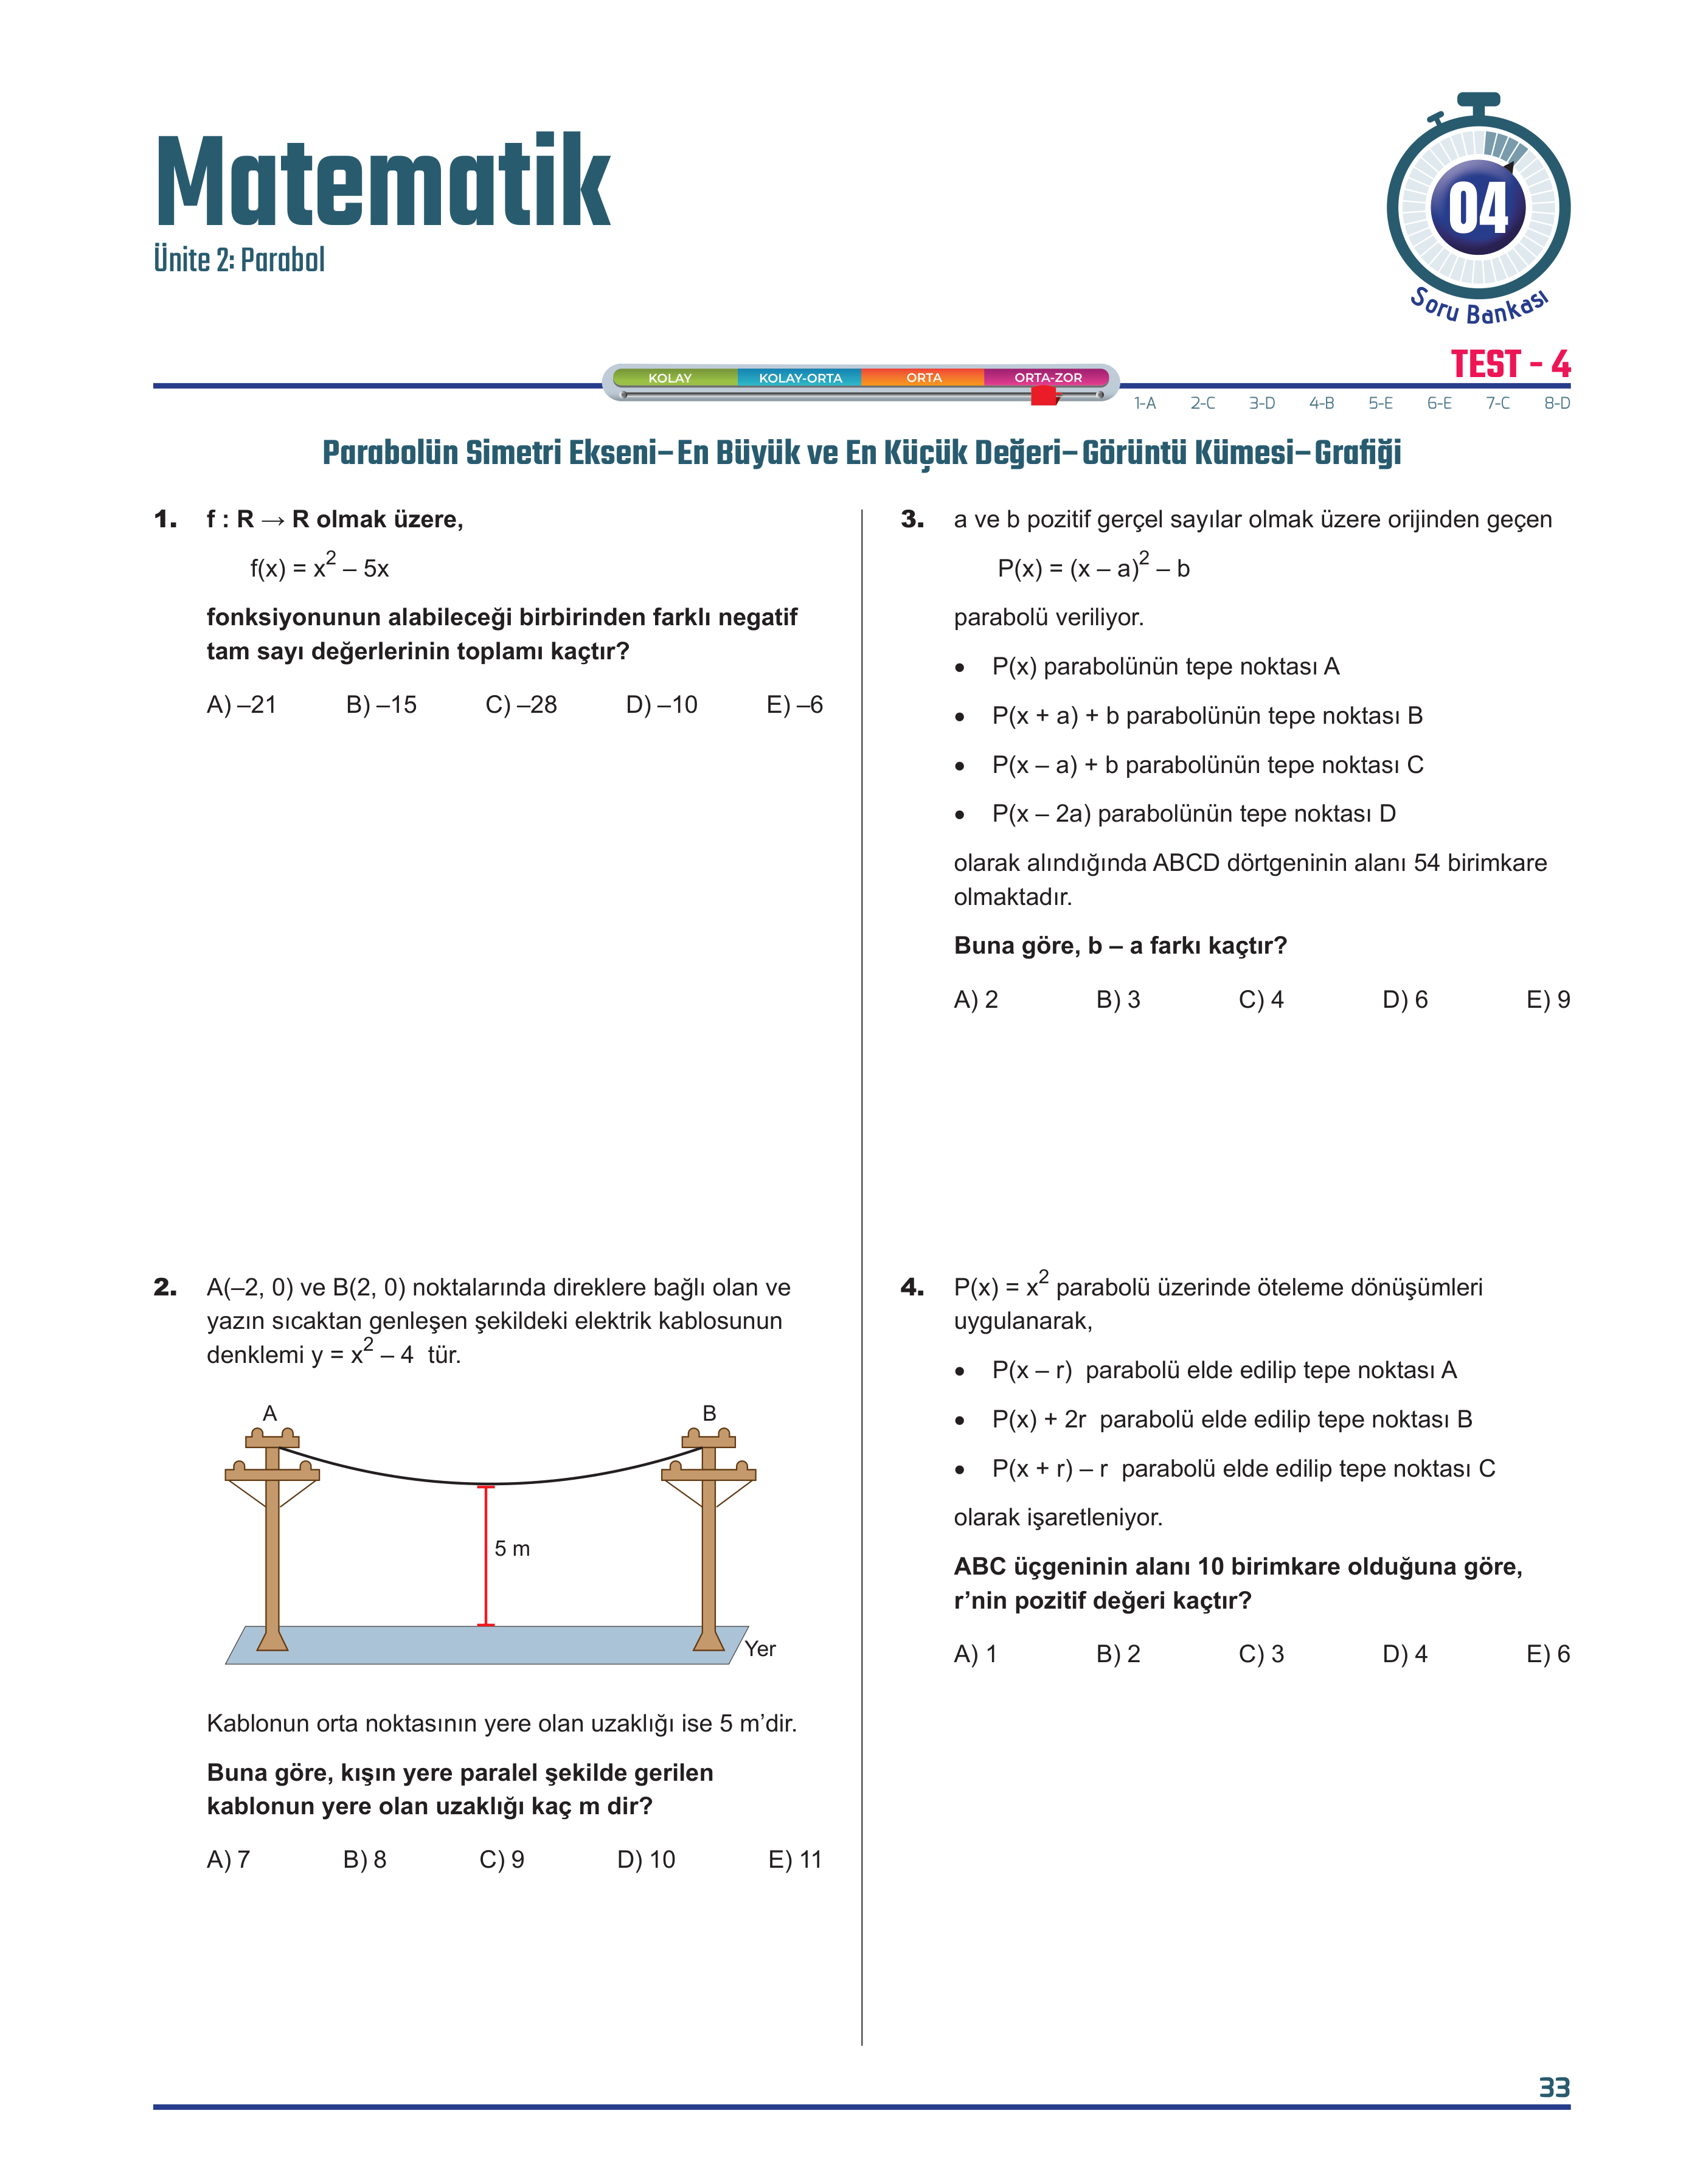 Matematik
Ünite 2: Parabol
04
Soru Bankası
TEST - 4
KOLAY KOLAY-ORTA ORTA ORTA-ZOR
1-A 2-C 3-D 4-B 5-E 6-E 7-C 8-D
Parabolün Simetri Ekseni–En Büyük ve En Küçük Değeri–Görüntü Kümesi–Grafiği
1. f : R → R olmak üzere,
f(x) = x² – 5x
fonksiyonunun alabileceği birbirinden farklı negatif
tam sayı değerlerinin toplamı kaçtır?
A) –21 B) –15 C) –28 D) –10 E) –6
2. A(–2, 0) ve B(2, 0) noktalarında direklere bağlı olan ve
yazın sıcaktan genleşen şekildeki elektrik kablosunun
denklemi y = x² – 4 tür.
A B
5 m
Yer
Kablonun orta noktasının yere olan uzaklığı ise 5 m’dir.
Buna göre, kışın yere paralel şekilde gerilen
kablonun yere olan uzaklığı kaç m dir?
A) 7 B) 8 C) 9 D) 10 E) 11
3. a ve b pozitif gerçel sayılar olmak üzere orijinden geçen
P(x) = (x – a)² – b
parabolü veriliyor.
• P(x) parabolünün tepe noktası A
• P(x + a) + b parabolünün tepe noktası B
• P(x – a) + b parabolünün tepe noktası C
• P(x – 2a) parabolünün tepe noktası D
olarak alındığında ABCD dörtgeninin alanı 54 birimkare
olmaktadır.
Buna göre, b – a farkı kaçtır?
A) 2 B) 3 C) 4 D) 6 E) 9
4. P(x) = x² parabolü üzerinde öteleme dönüşümleri
uygulanarak,
• P(x – r) parabolü elde edilip tepe noktası A
• P(x) + 2r parabolü elde edilip tepe noktası B
• P(x + r) – r parabolü elde edilip tepe noktası C
olarak işaretleniyor.
ABC üçgeninin alanı 10 birimkare olduğuna göre,
r’nin pozitif değeri kaçtır?
A) 1 B) 2 C) 3 D) 4 E) 6
33